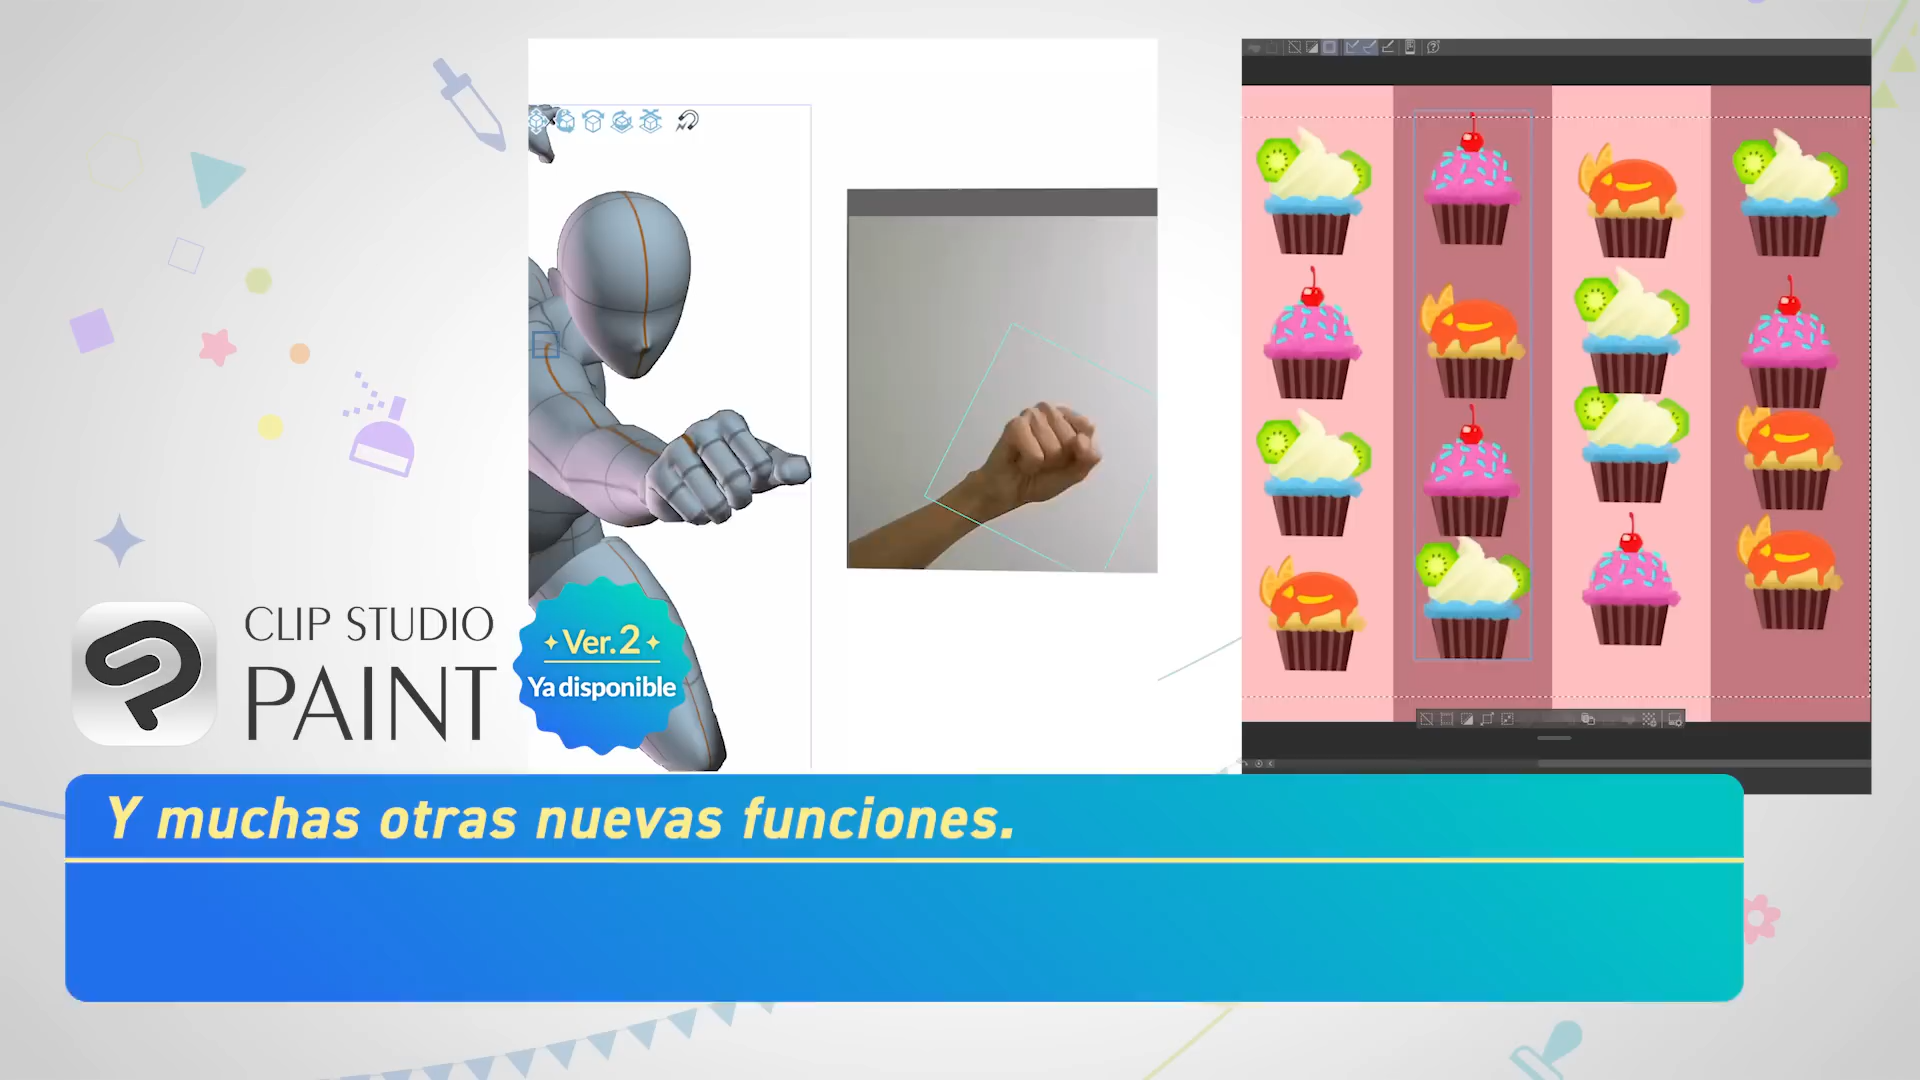 CLIP STUDIO
PAINT
Ver.2
Ya disponible
Y muchas otras nuevas funciones.